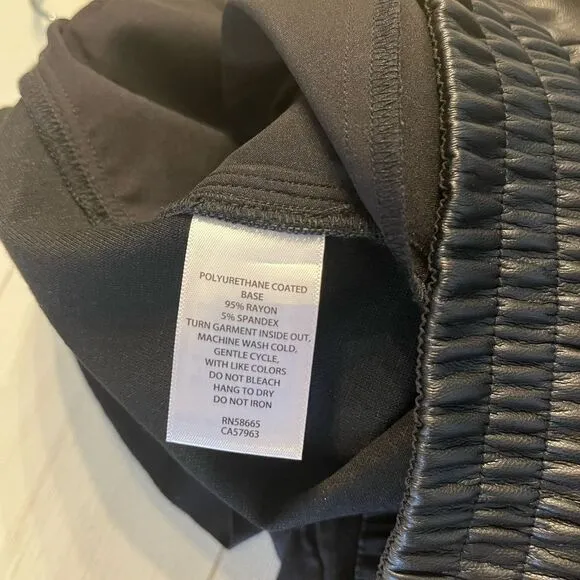 POLYURETHANE COATED
BASE
95% RAYON
5% SPANDEX
TURN GARMENT INSIDE OUT,
MACHINE WASH COLD,
GENTLE CYCLE,
WITH LIKE COLORS
DO NOT BLEACH
HANG TO DRY
DO NOT IRON
RN58665
CA57963